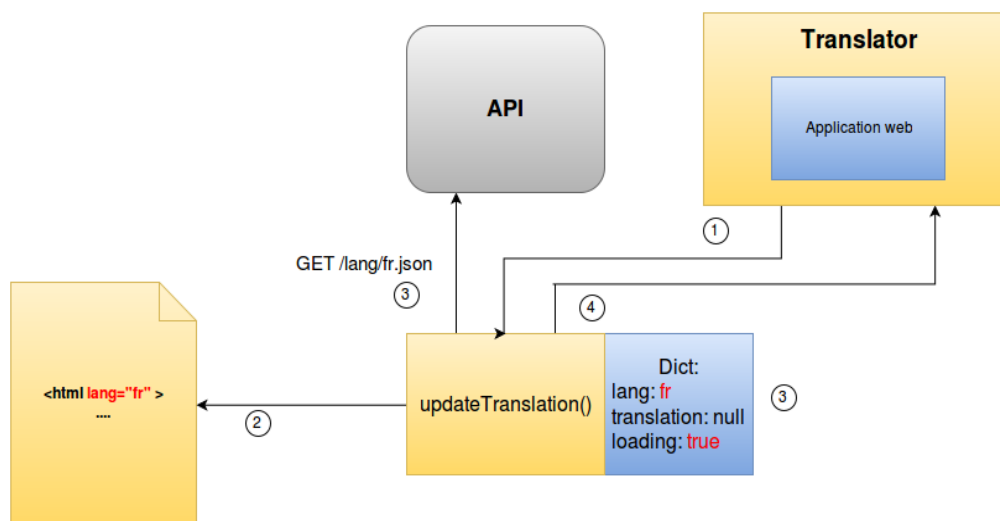 API
Translator
Application web
1
GET /lang/fr.json
3
4
<html lang="fr" >
....
2
updateTranslation()
Dict:
lang: fr
translation: null
loading: true
3